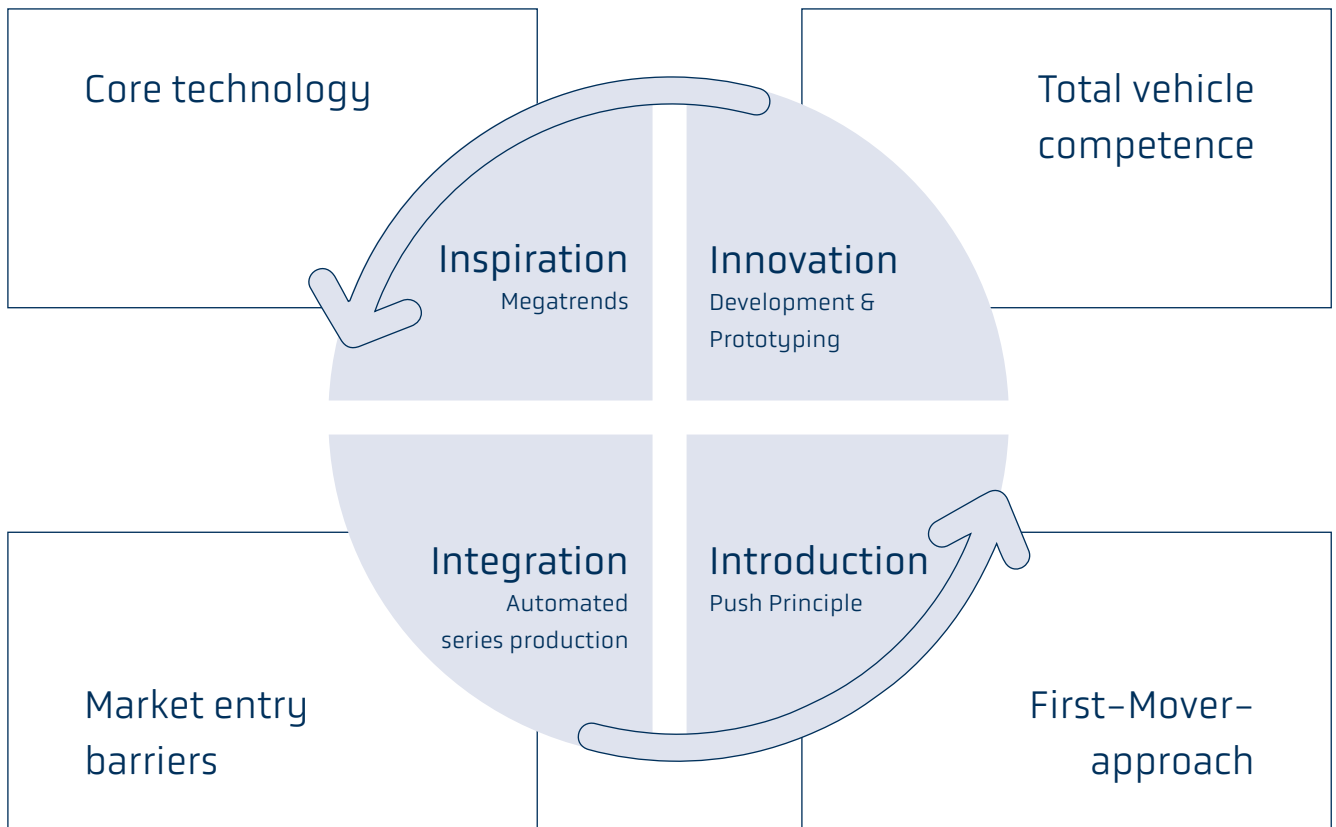 Core technology
Total vehicle
competence
Inspiration
Megatrends
Innovation
Development &
Prototyping
Integration
Automated
series production
Introduction
Push Principle
Market entry
barriers
First–Mover–
approach